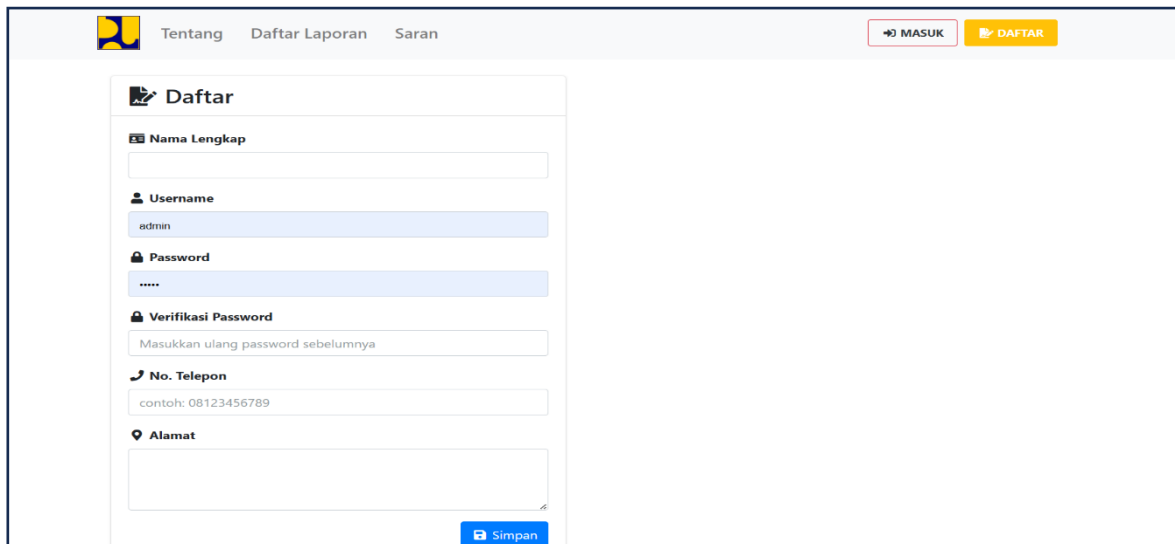 Tentang Daftar Laporan Saran MASUK DAFTAR
Daftar
Nama Lengkap
Username
admin
Password
•••••
Verifikasi Password
Masukkan ulang password sebelumnya
No. Telepon
contoh: 08123456789
Alamat
Simpan